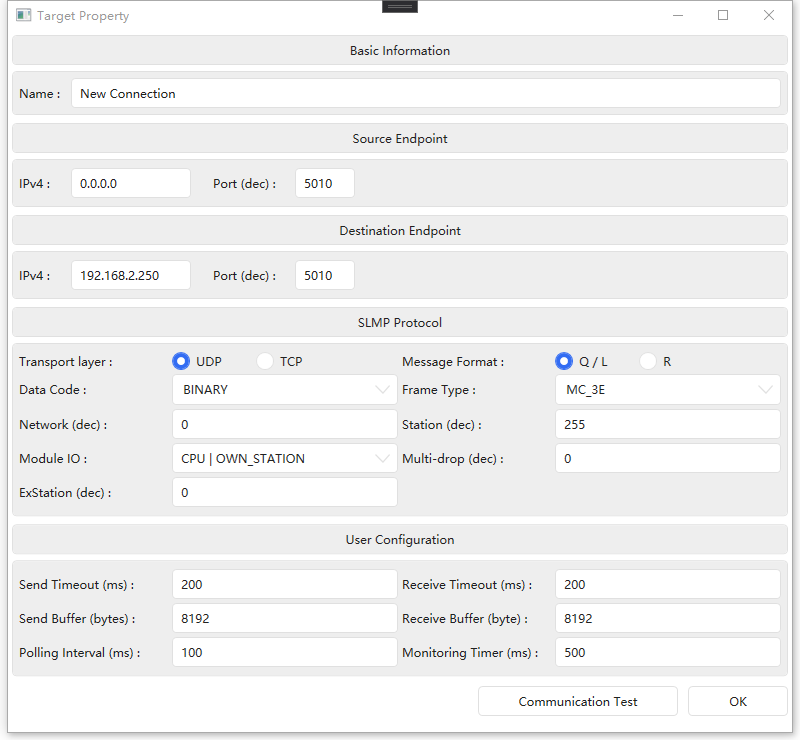 Target Property
Basic Information
Name : New Connection
Source Endpoint
IPv4 : 0.0.0.0 Port (dec) : 5010
Destination Endpoint
IPv4 : 192.168.2.250 Port (dec) : 5010
SLMP Protocol
Transport layer : UDP TCP Message Format : Q / L R
Data Code : BINARY Frame Type : MC_3E
Network (dec) : 0 Station (dec) : 255
Module IO : CPU | OWN_STATION Multi-drop (dec) : 0
ExStation (dec) : 0
User Configuration
Send Timeout (ms) : 200 Receive Timeout (ms) : 200
Send Buffer (bytes) : 8192 Receive Buffer (byte) : 8192
Polling Interval (ms) : 100 Monitoring Timer (ms) : 500
Communication Test OK